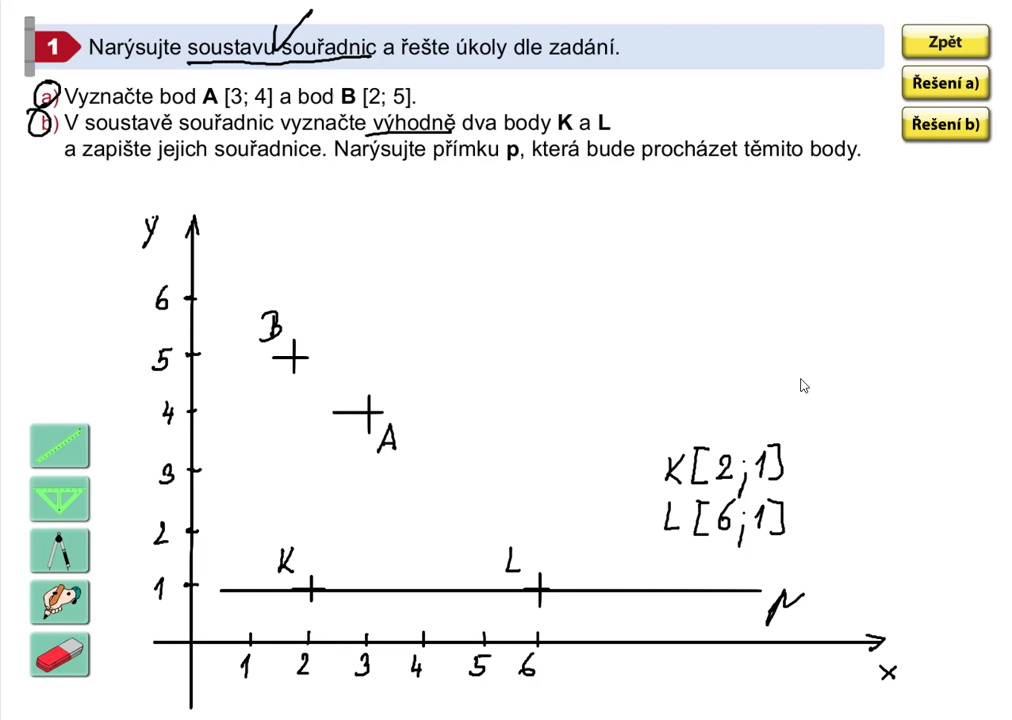 1 Narýsujte soustavu souřadnic a řešte úkoly dle zadání.
Zpět
Řešení a)
Řešení b)
a) Vyznačte bod A [3; 4] a bod B [2; 5].
b) V soustavě souřadnic vyznačte výhodně dva body K a L
a zapište jejich souřadnice. Narýsujte přímku p, která bude procházet těmito body.
y
6
B
5
4
A
3
K[2;1]
L[6;1]
2
K
L
1
p
1 2 3 4 5 6
x